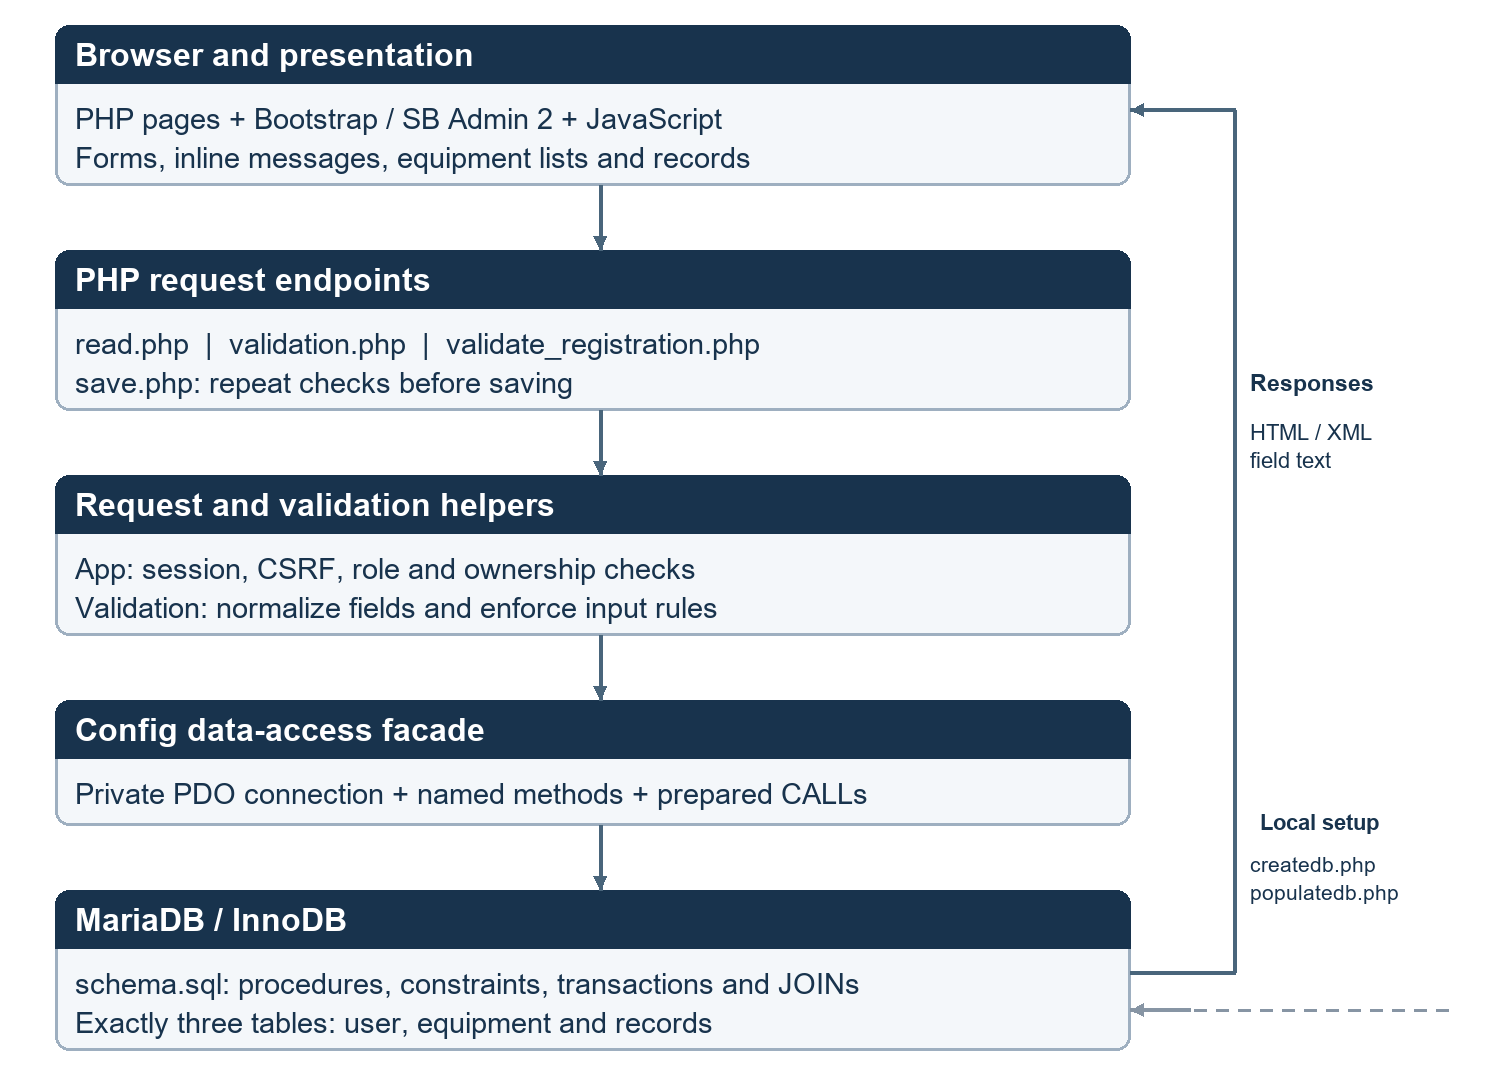 Browser and presentation
PHP pages + Bootstrap / SB Admin 2 + JavaScript
Forms, inline messages, equipment lists and records
PHP request endpoints
read.php | validation.php | validate_registration.php
save.php: repeat checks before saving
Request and validation helpers
App: session, CSRF, role and ownership checks
Validation: normalize fields and enforce input rules
Config data-access facade
Private PDO connection + named methods + prepared CALLs
MariaDB / InnoDB
schema.sql: procedures, constraints, transactions and JOINs
Exactly three tables: user, equipment and records
Responses
HTML / XML
field text
Local setup
createdb.php
populatedb.php